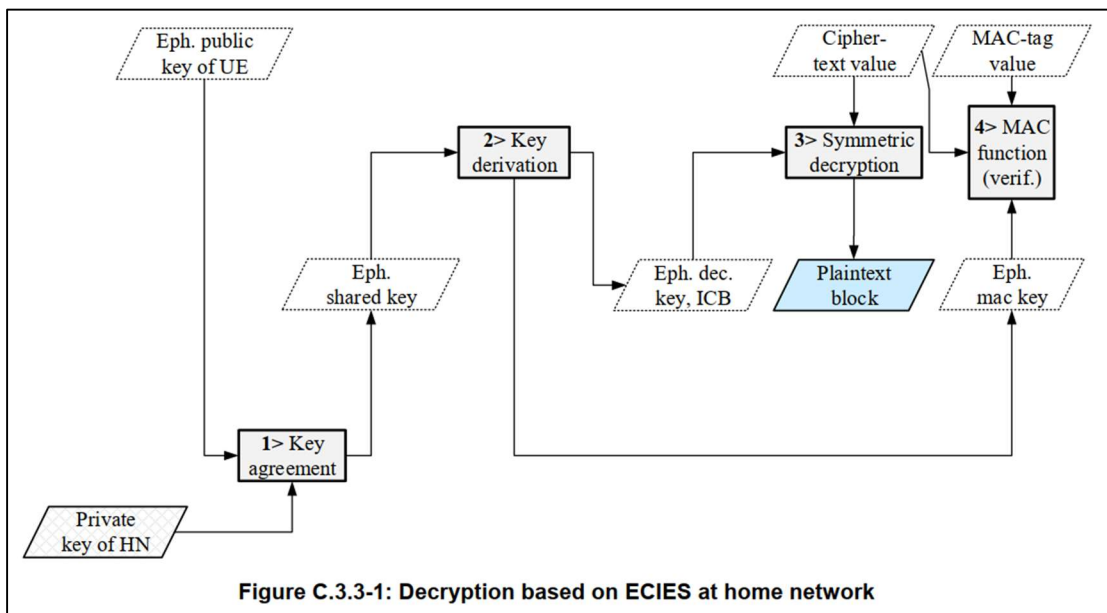 Eph. public
key of UE
Cipher-
text value
MAC-tag
value
2> Key
derivation
3> Symmetric
decryption
4> MAC
function
(verif.)
Eph.
shared key
Eph. dec.
key, ICB
Plaintext
block
Eph.
mac key
1> Key
agreement
Private
key of HN
Figure C.3.3-1: Decryption based on ECIES at home network